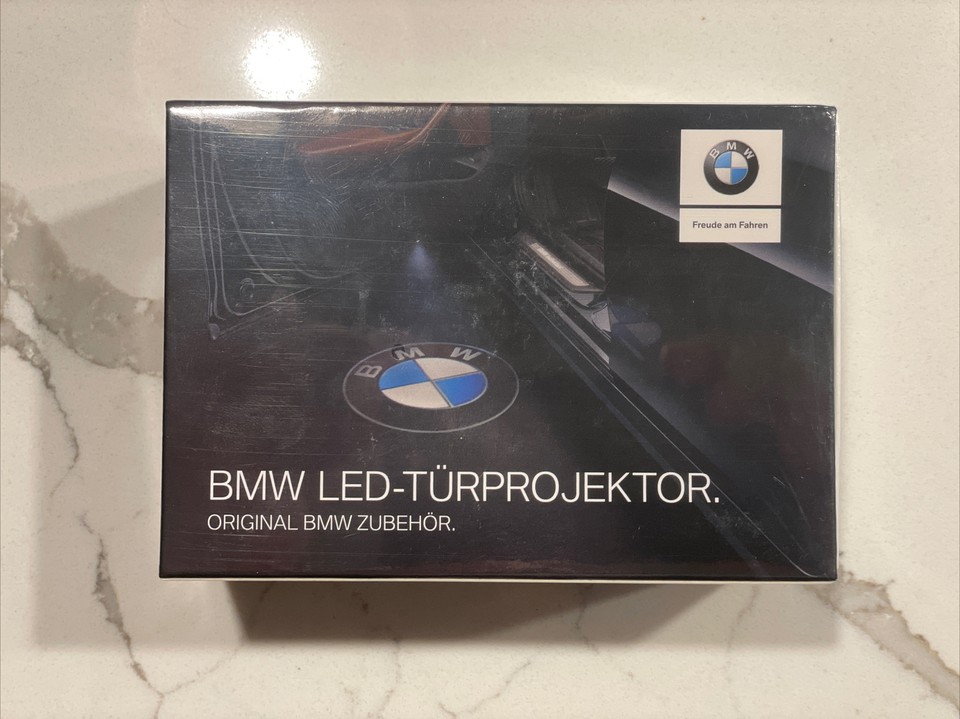 BMW
Freude am Fahren
BMW
BMW LED-TÜRPROJEKTOR.
ORIGINAL BMW ZUBEHÖR.